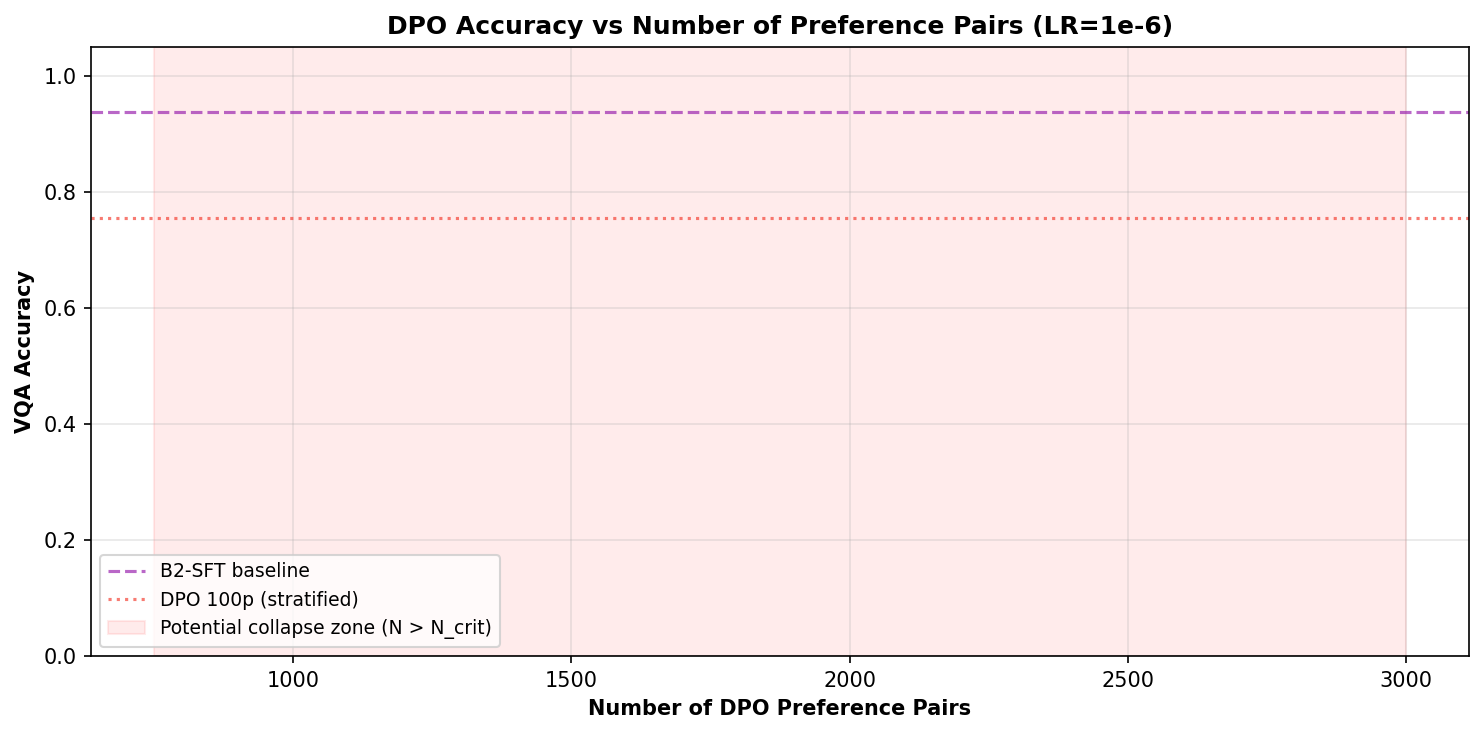 DPO Accuracy vs Number of Preference Pairs (LR=1e-6)
1.0
0.8
0.6
0.4
0.2
0.0
VQA Accuracy
B2-SFT baseline
DPO 100p (stratified)
Potential collapse zone (N > N_crit)
1000 1500 2000 2500 3000
Number of DPO Preference Pairs